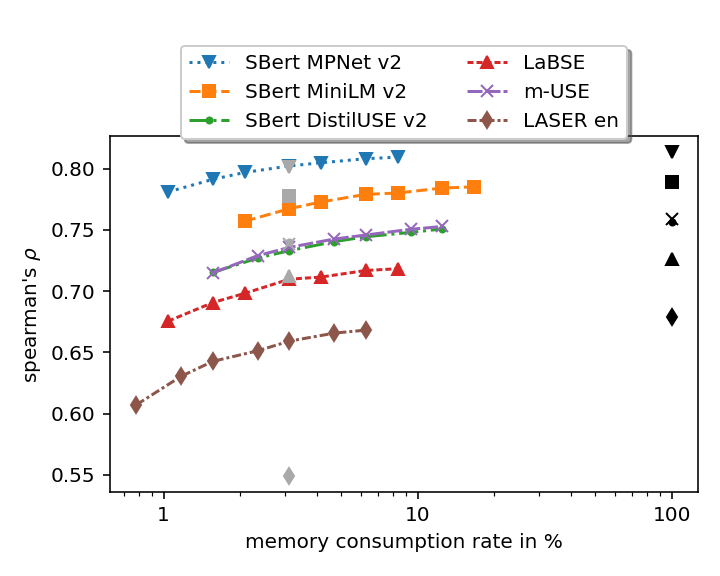 SBert MPNet v2
SBert MiniLM v2
SBert DistilUSE v2
LaBSE
m-USE
LASER en
0.80
0.75
0.70
0.65
0.60
0.55
spearman's ρ
1
10
100
memory consumption rate in %